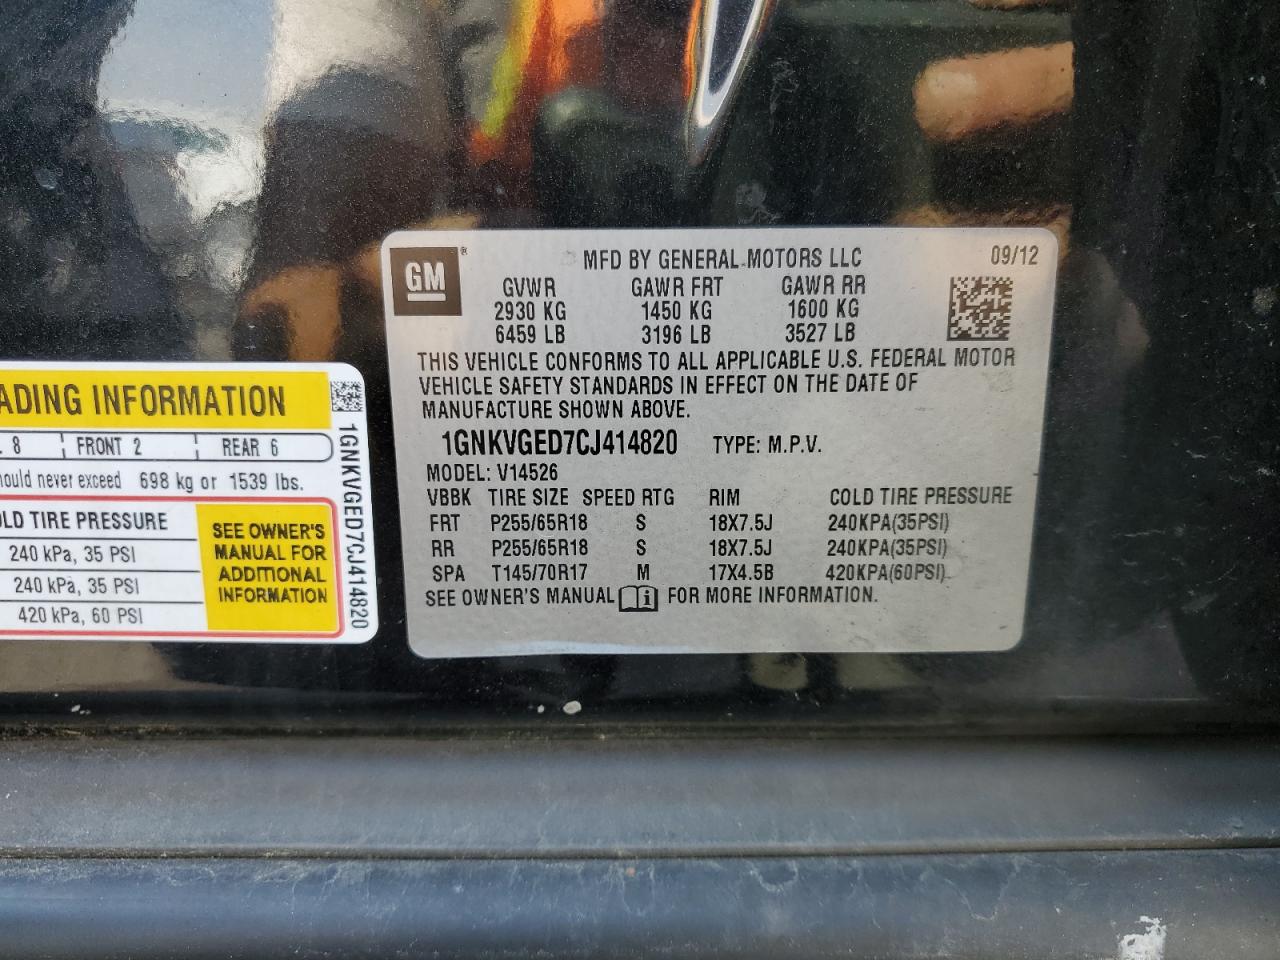 ADING INFORMATION
8 FRONT 2 REAR 6
ould never exceed 698 kg or 1539 lbs.
LD TIRE PRESSURE
240 kPa, 35 PSI
240 kPa, 35 PSI
420 kPa, 60 PSI
SEE OWNER'S
MANUAL FOR
ADDITIONAL
INFORMATION
1GNKVGED7CJ414820
GM®
MFD BY GENERAL MOTORS LLC 09/12
GVWR GAWR FRT GAWR RR
2930 KG 1450 KG 1600 KG
6459 LB 3196 LB 3527 LB
THIS VEHICLE CONFORMS TO ALL APPLICABLE U.S. FEDERAL MOTOR
VEHICLE SAFETY STANDARDS IN EFFECT ON THE DATE OF
MANUFACTURE SHOWN ABOVE.
1GNKVGED7CJ414820 TYPE: M.P.V.
MODEL: V14526
VBBK TIRE SIZE SPEED RTG RIM COLD TIRE PRESSURE
FRT P255/65R18 S 18X7.5J 240KPA(35PSI)
RR P255/65R18 S 18X7.5J 240KPA(35PSI)
SPA T145/70R17 M 17X4.5B 420KPA(60PSI)
SEE OWNER'S MANUAL i FOR MORE INFORMATION.